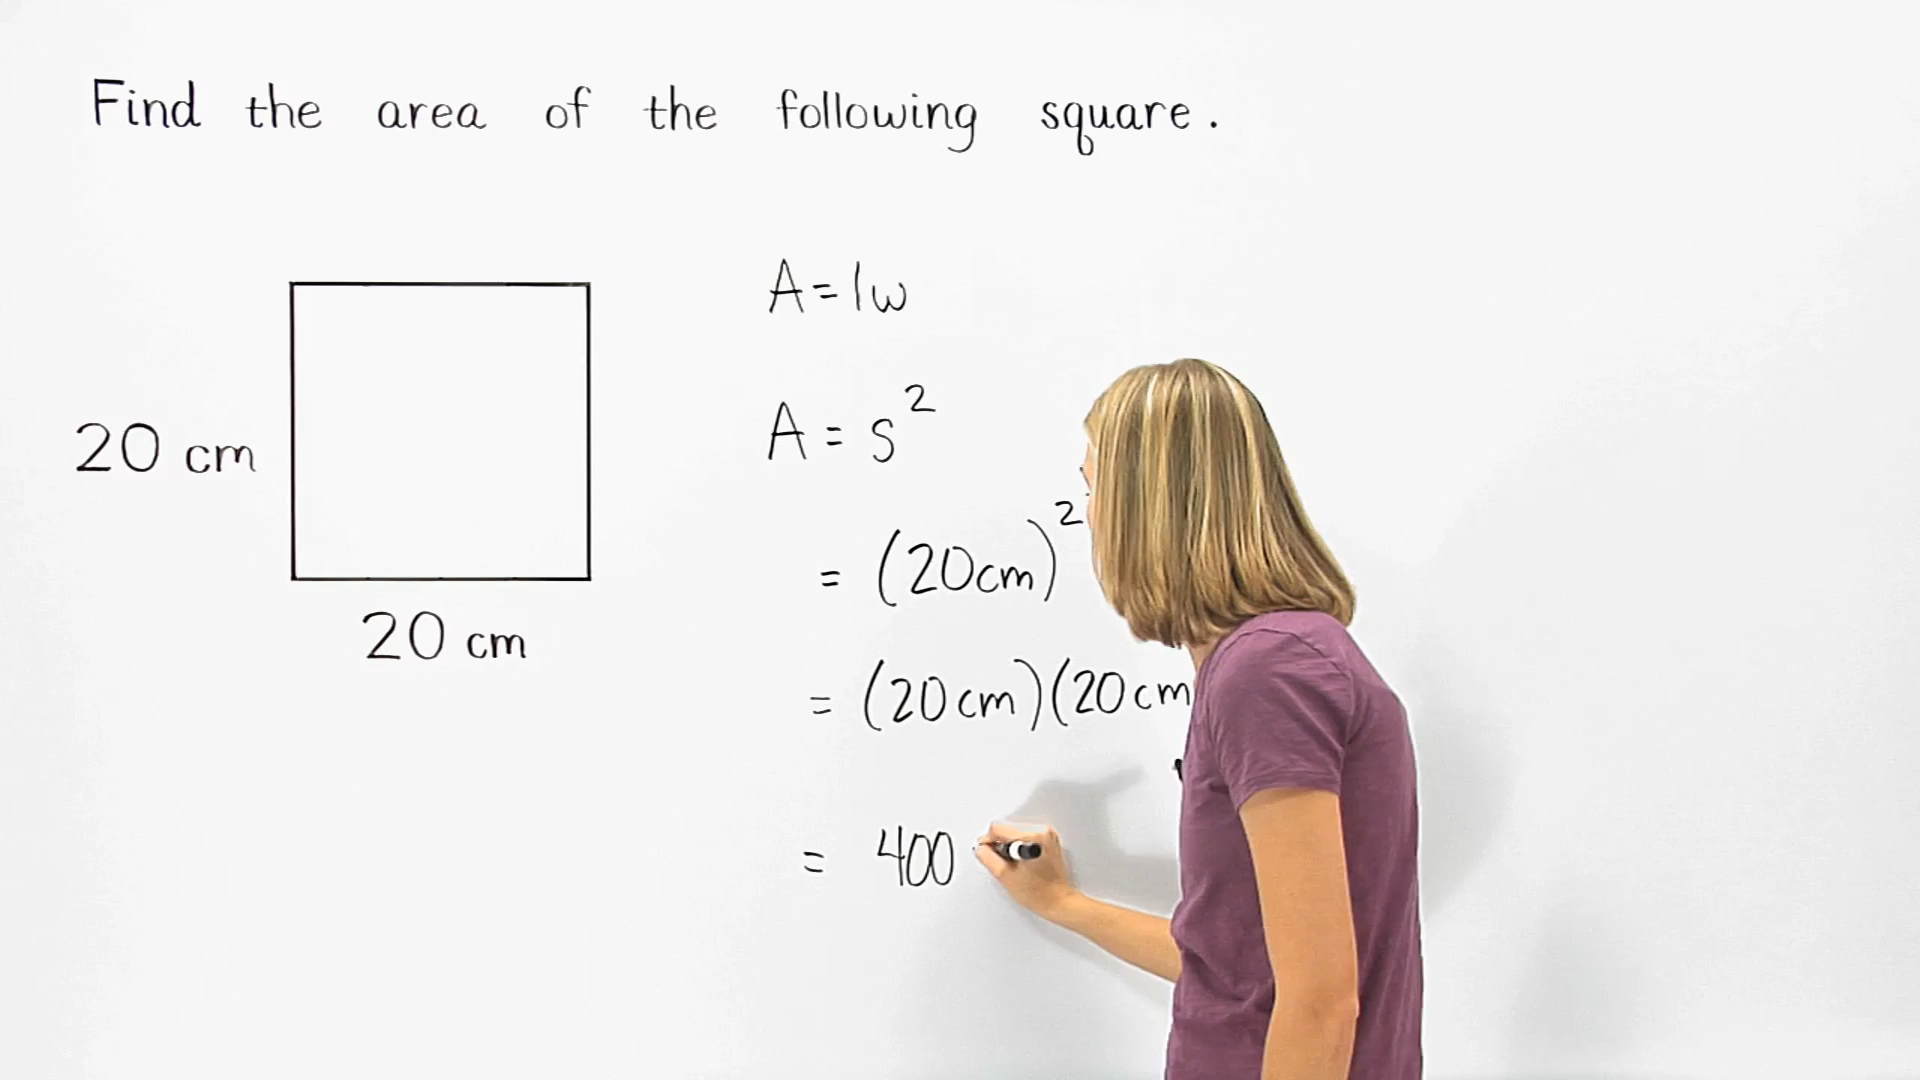 Find the area of the following square.
A = lw
A = s²
20 cm
= (20cm)²
20 cm
= (20cm)(20cm
= 400